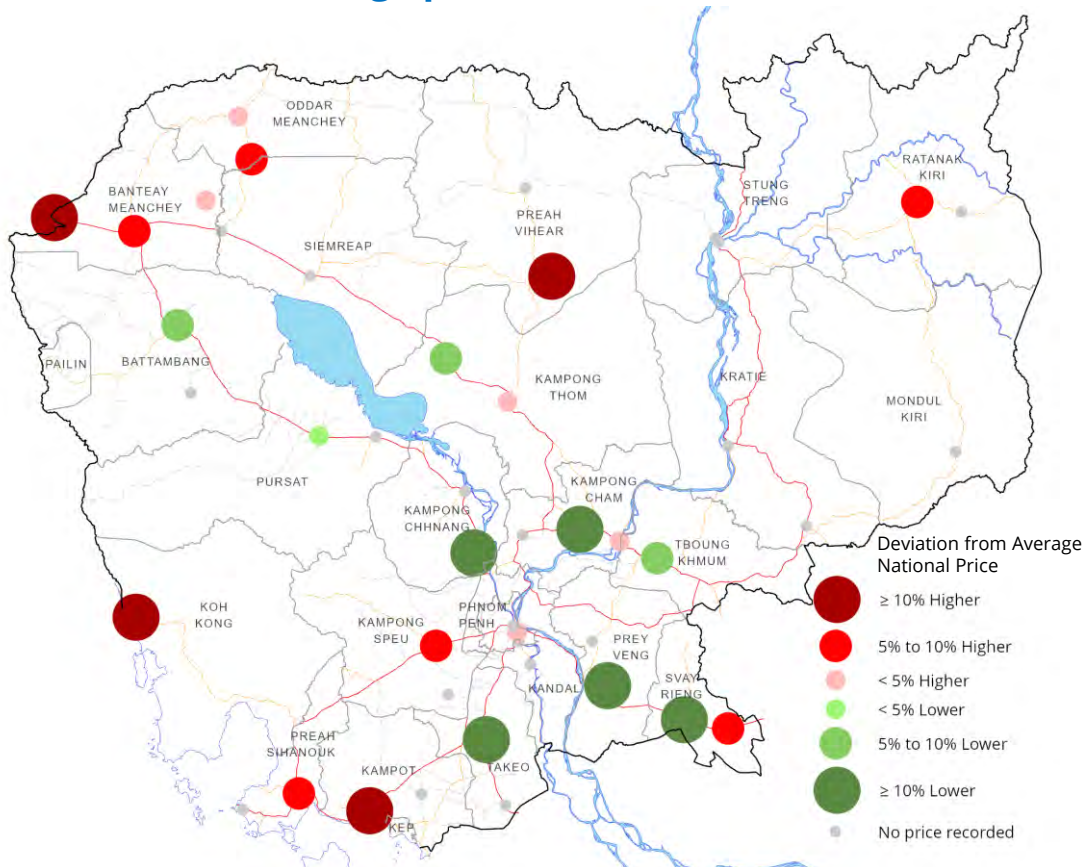 ODDAR
MEANCHEY
BANTEAY
MEANCHEY
SIEMREAP
PREAH
VIHEAR
STUNG
TRENG
RATANAK
KIRI
PAILIN
BATTAMBANG
KAMPONG
THOM
KRATIE
MONDUL
KIRI
PURSAT
KAMPONG
CHHNANG
KAMPONG
CHAM
TBOUNG
KHMUM
KOH
KONG
KAMPONG
SPEU
PHNOM
PENH
PREY
VENG
KANDAL
SVAY
RIENG
PREAH
SIHANOUK
KAMPOT
TAKEO
KEP
Deviation from Average
National Price
≥ 10% Higher
5% to 10% Higher
< 5% Higher
< 5% Lower
5% to 10% Lower
≥ 10% Lower
No price recorded